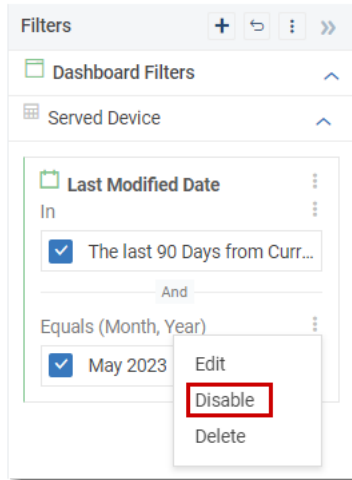 Filters
Dashboard Filters
Served Device
Last Modified Date
In
The last 90 Days from Curr...
And
Equals (Month, Year)
May 2023
Edit
Disable
Delete